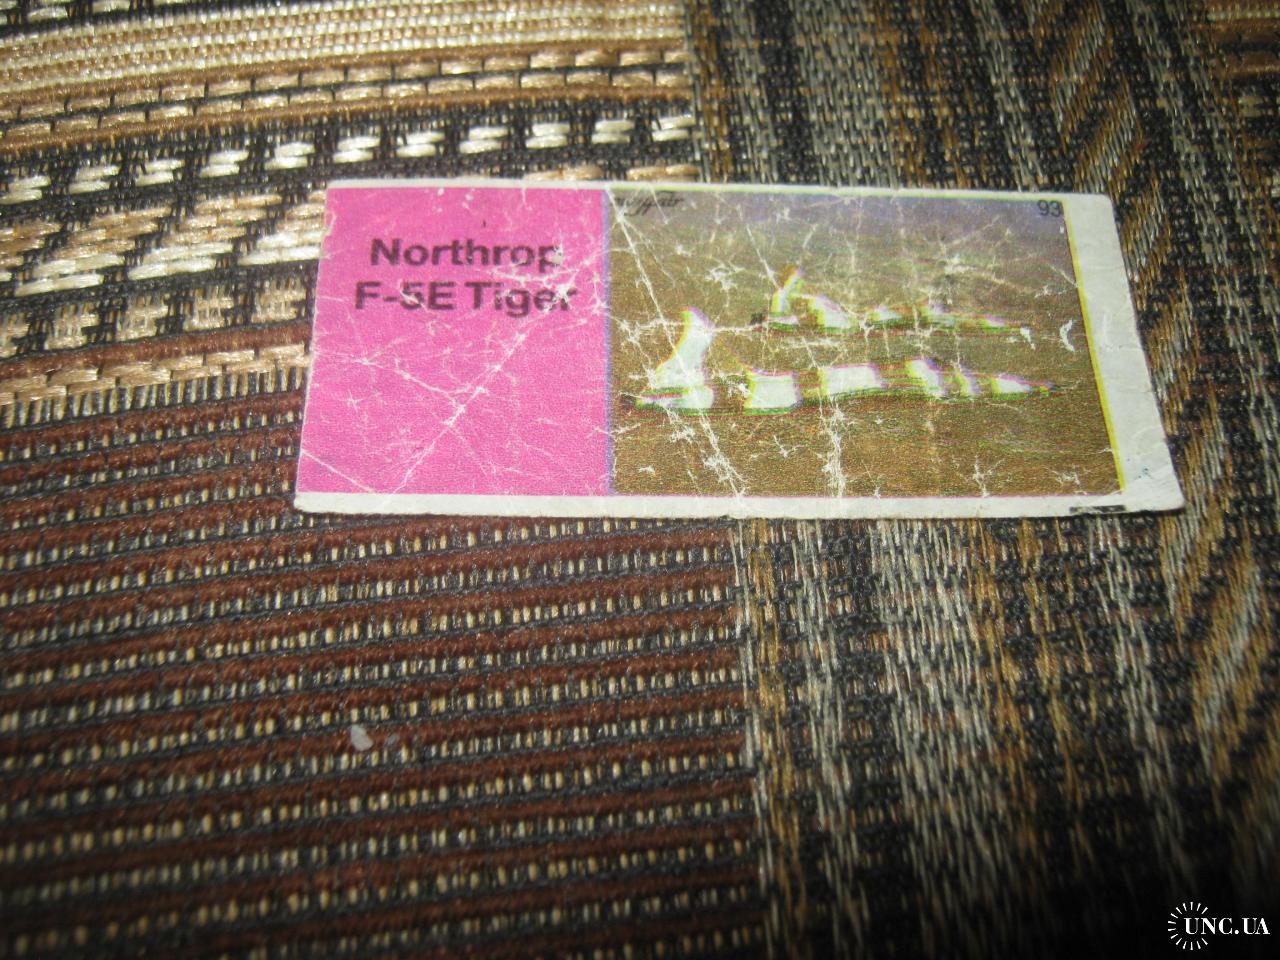 Northrop
F-5E Tiger
93
UNC.UA